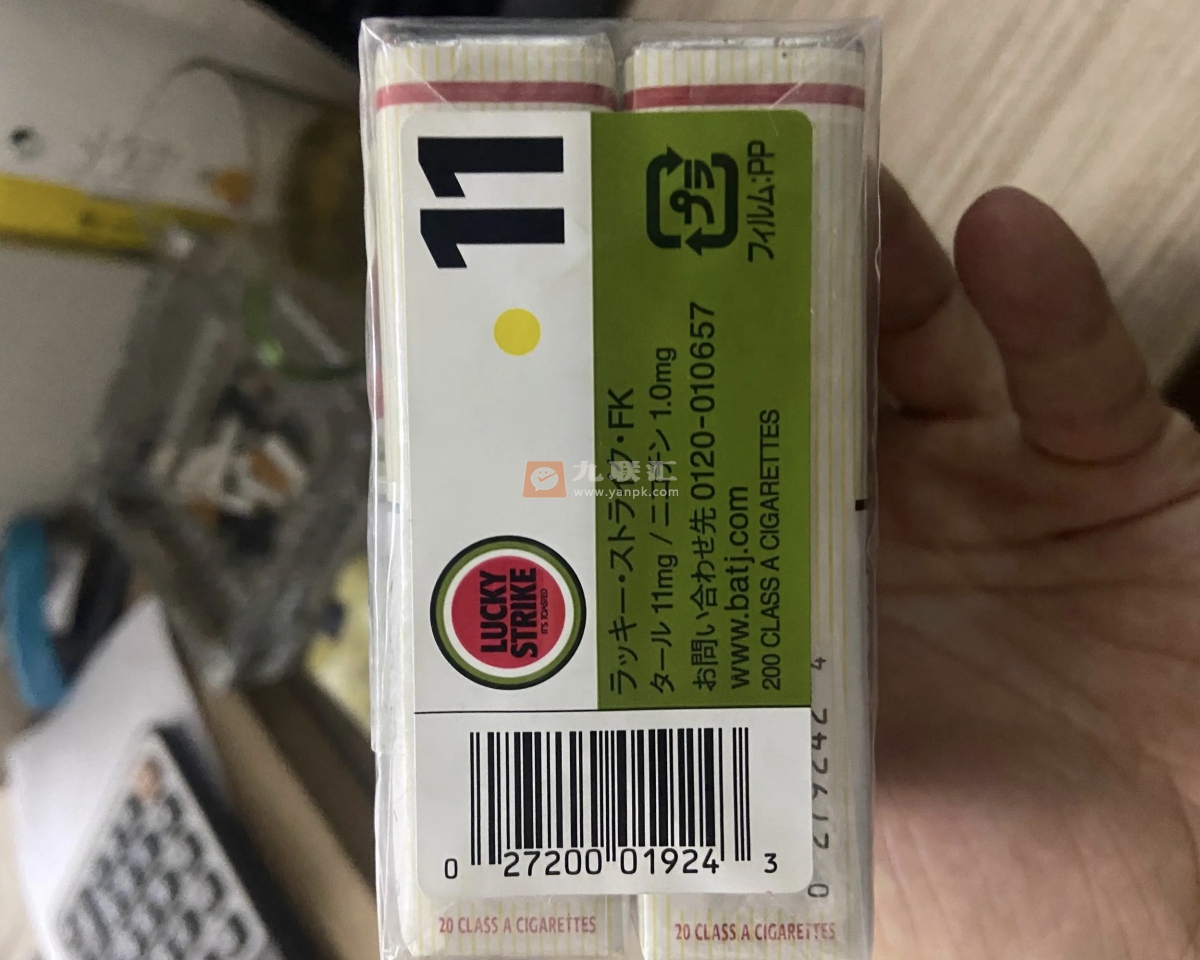 11
LUCKY
STRIKE
IT'S TOASTED
プラ
フィルム:PP
ラッキー・ストライク・FK
タール 11mg / ニコチン 1.0mg
お問い合わせ先 0120-010657
www.batj.com
200 CLASS A CIGARETTES
0 27200 01924 3
20 CLASS A CIGARETTES
20 CLASS A CIGARETTES
九联汇
www.yanpk.com